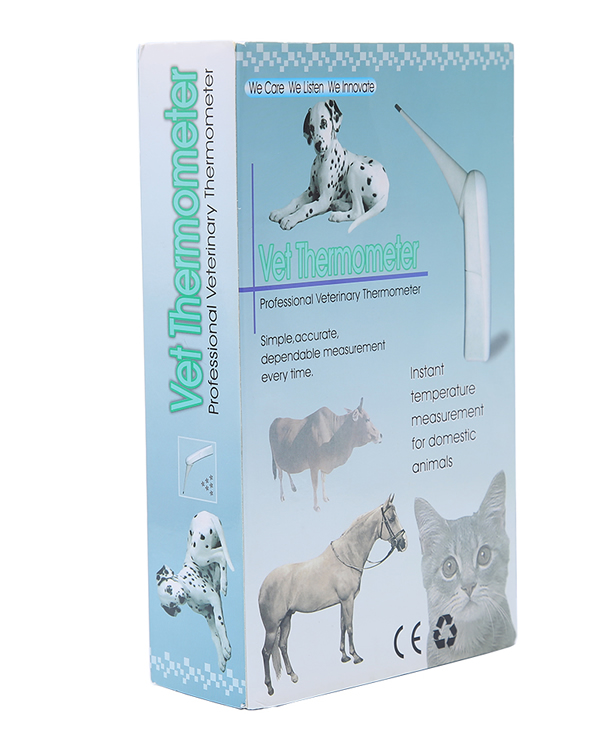 Vet Thermometer
Professional Veterinary Thermometer
We Care We Listen We Innovate
Vet Thermometer
Professional Veterinary Thermometer
Simple,accurate,
dependable measurement
every time.
Instant
temperature
measurement
for domestic
animals
CE